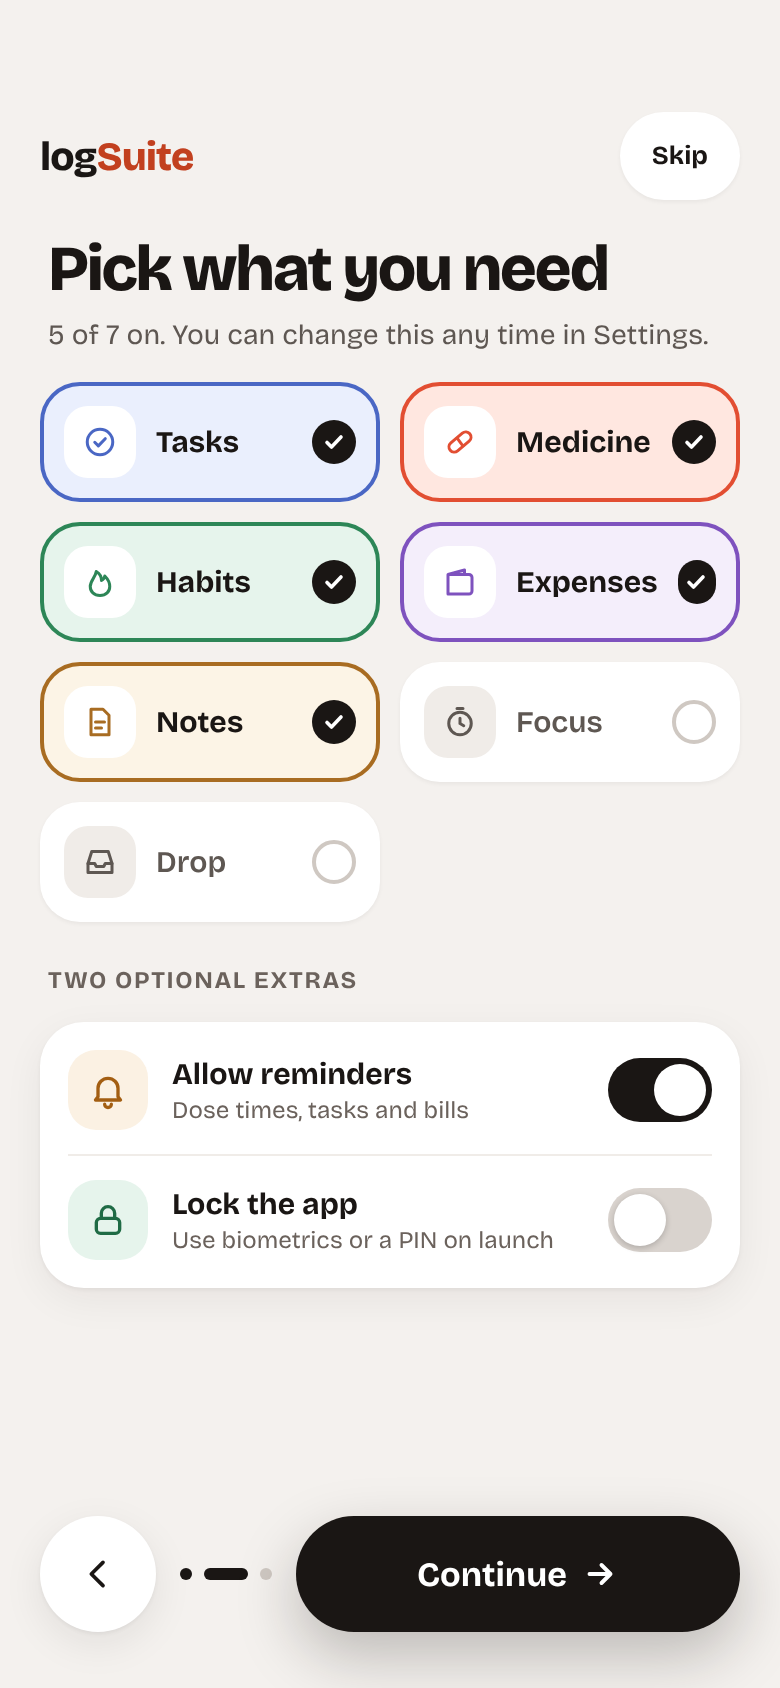 logSuite
Skip
Pick what you need
5 of 7 on. You can change this any time in Settings.
Tasks
Medicine
Habits
Expenses
Notes
Focus
Drop
TWO OPTIONAL EXTRAS
Allow reminders
Dose times, tasks and bills
Lock the app
Use biometrics or a PIN on launch
Continue